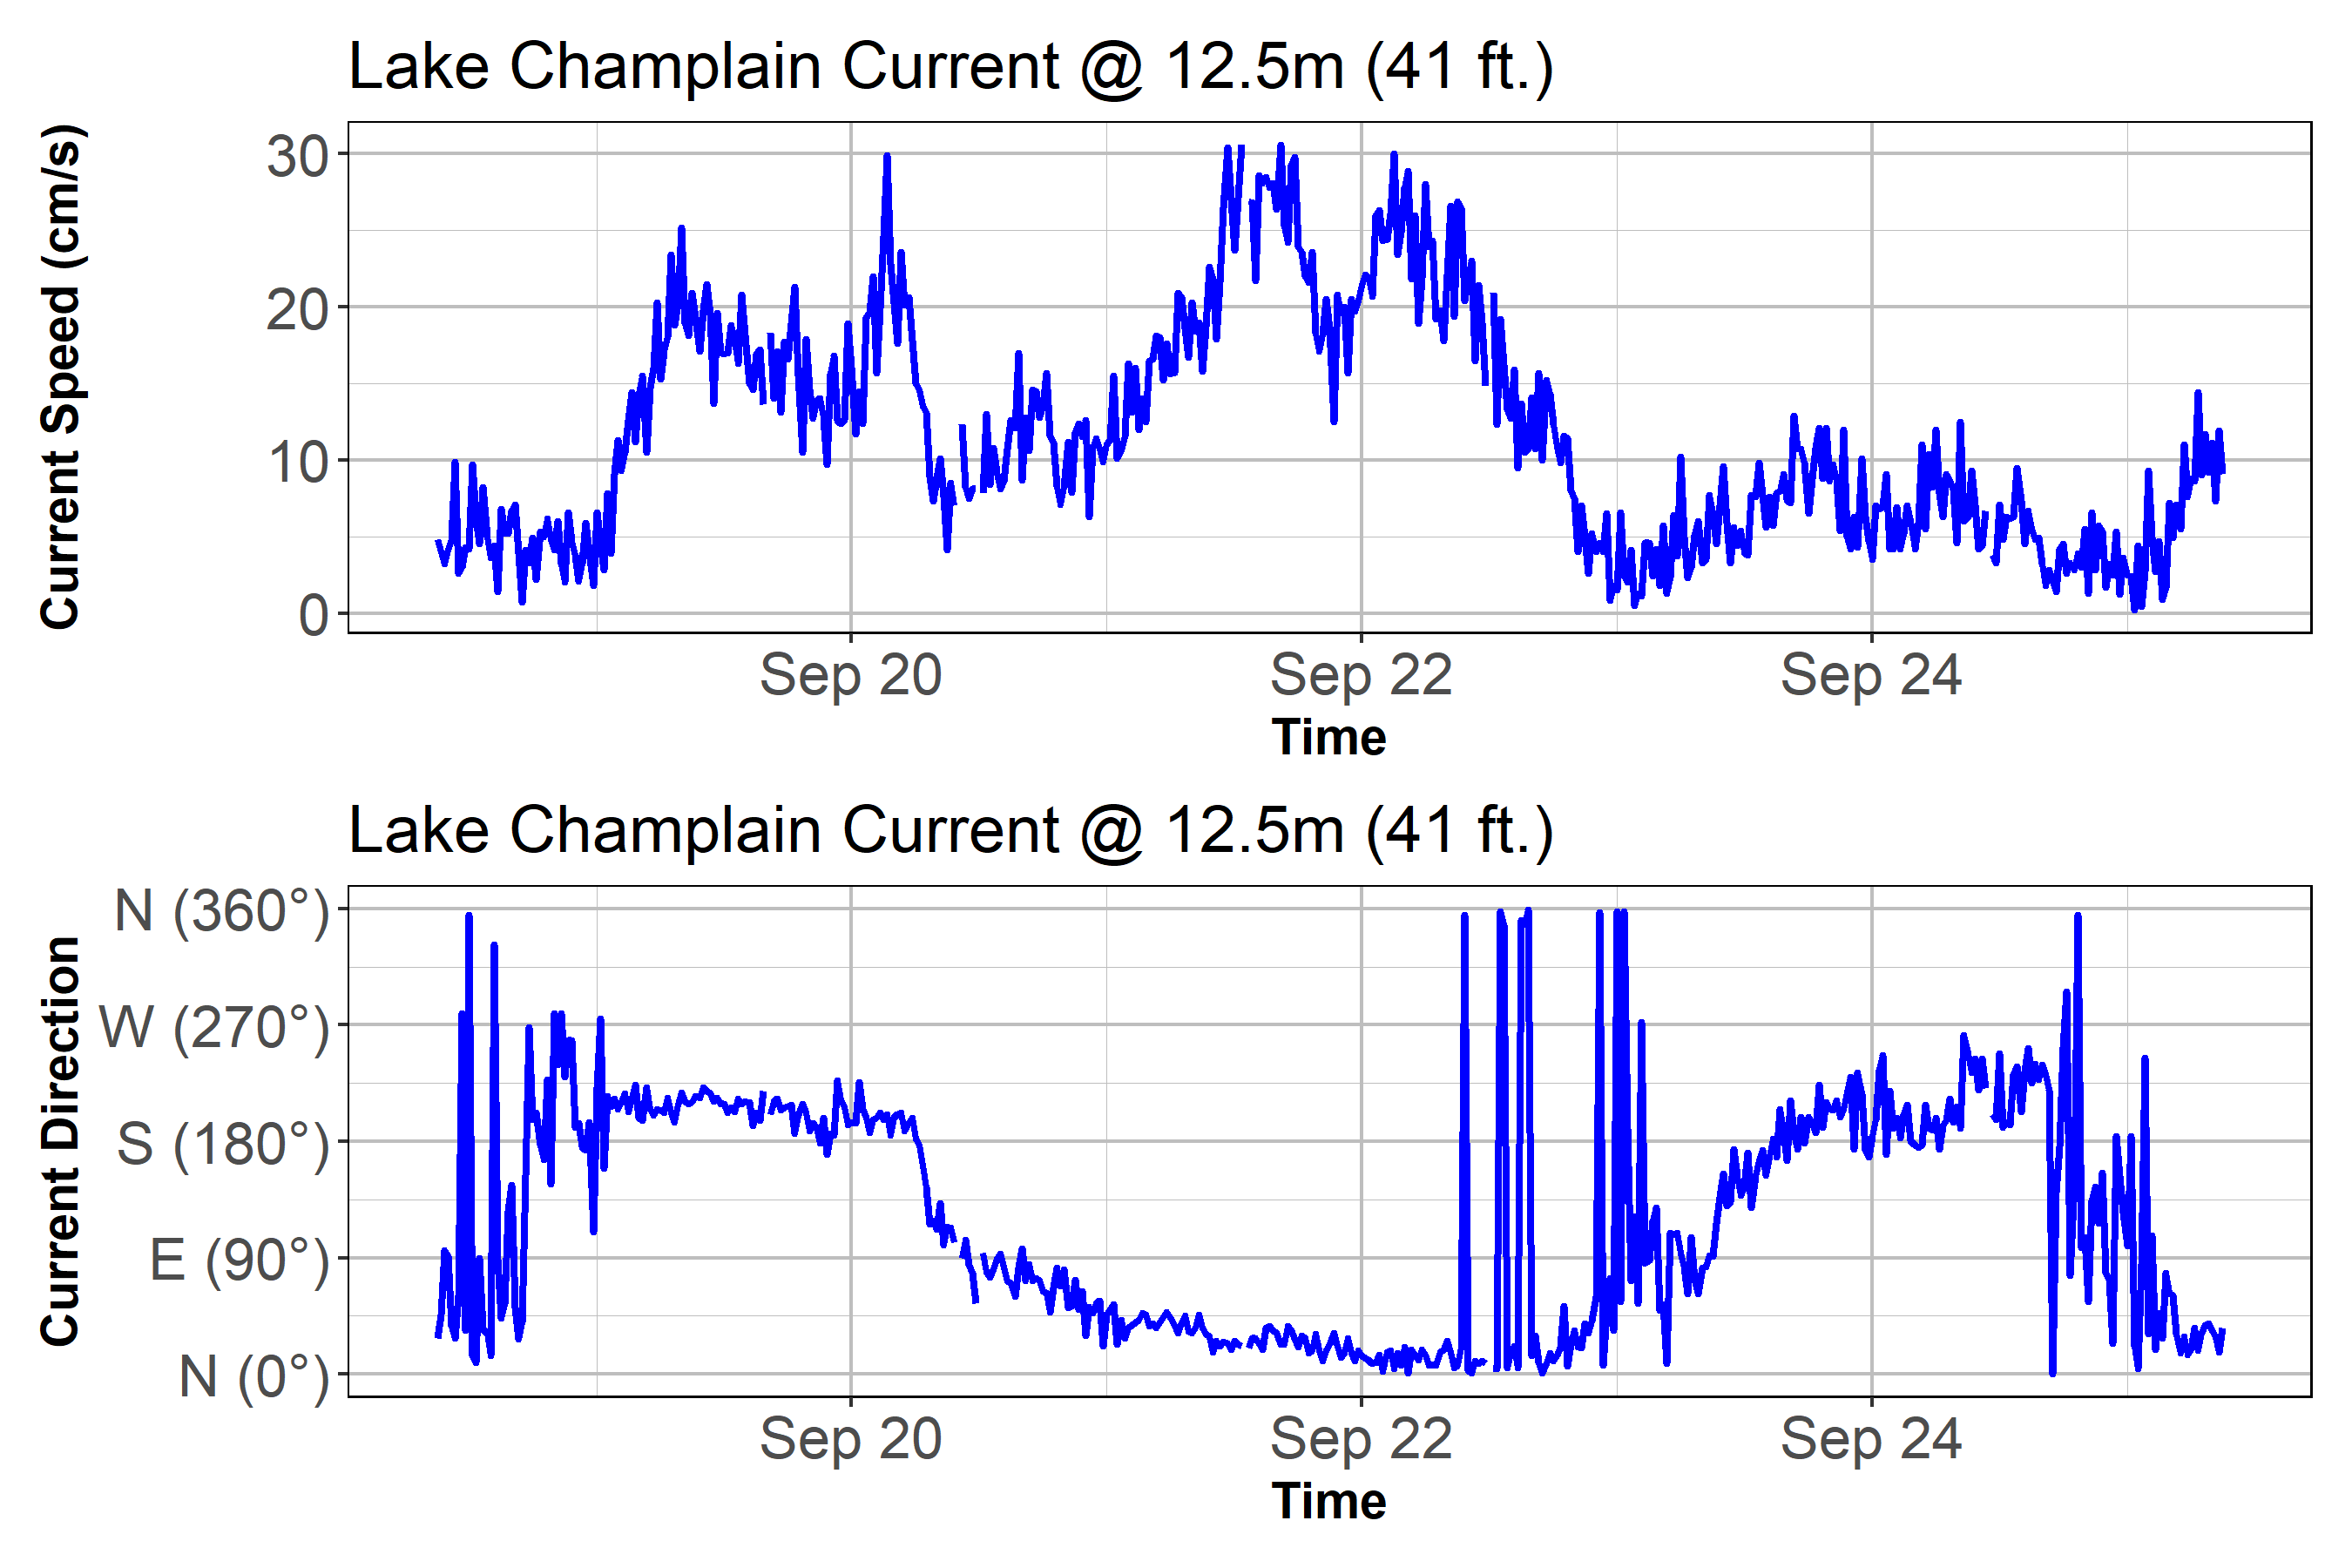 Lake Champlain Current @ 12.5m (41 ft.)
Current Speed (cm/s)
30
20
10
0
Sep 20 Sep 22 Sep 24
Time
Lake Champlain Current @ 12.5m (41 ft.)
Current Direction
N (360°)
W (270°)
S (180°)
E (90°)
N (0°)
Sep 20 Sep 22 Sep 24
Time